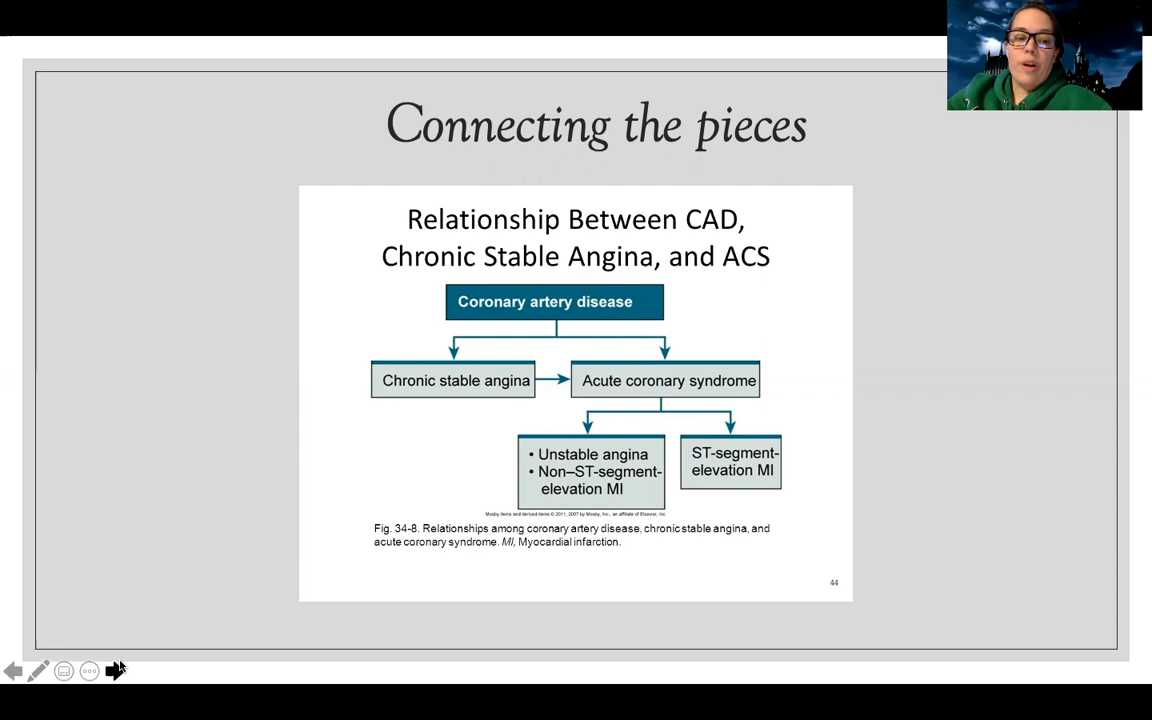 Connecting the pieces
Relationship Between CAD,
Chronic Stable Angina, and ACS
Coronary artery disease
Chronic stable angina
Acute coronary syndrome
• Unstable angina
• Non–ST-segment-
elevation MI
ST-segment-
elevation MI
Mosby items and derived items © 2011, 2007 by Mosby, Inc., an affiliate of Elsevier, Inc.
Fig. 34-8. Relationships among coronary artery disease, chronic stable angina, and
acute coronary syndrome. MI, Myocardial infarction.
44